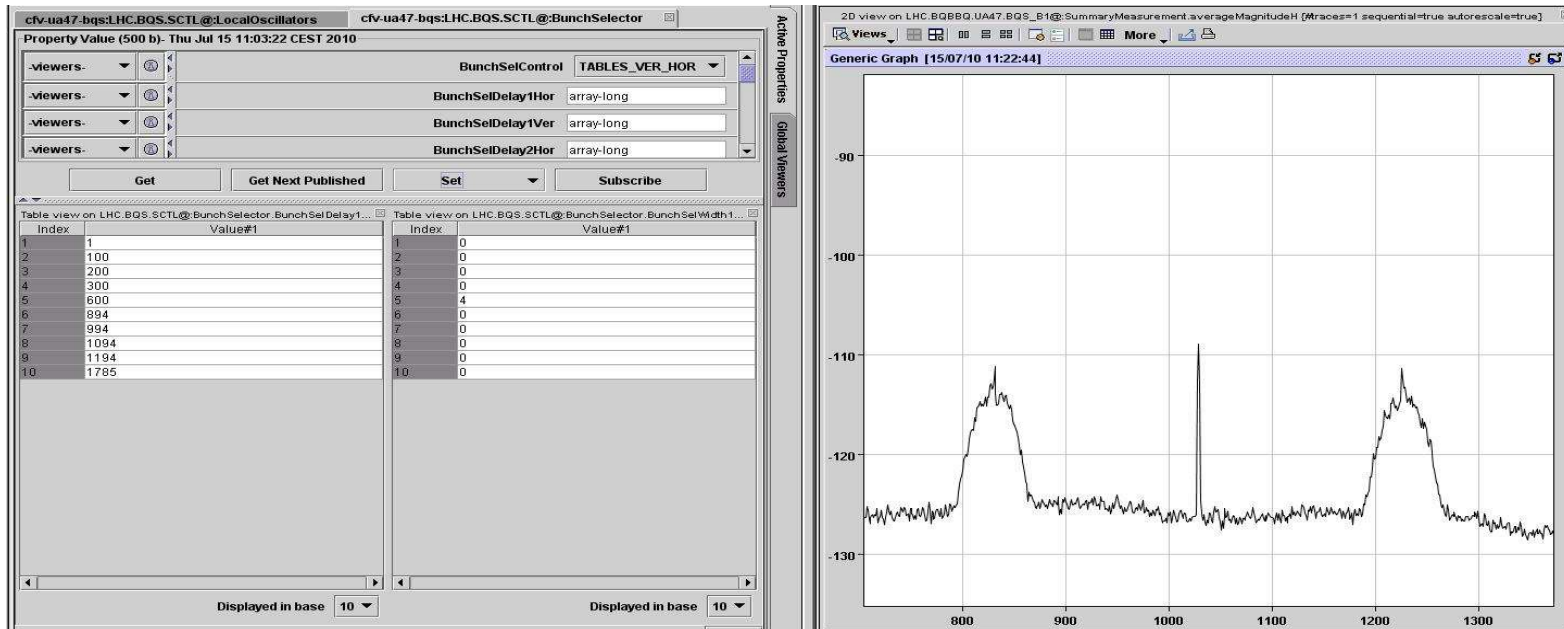 cfv-ua47-bqs:LHC.BQS.SCTL@:LocalOscillators
cfv-ua47-bqs:LHC.BQS.SCTL@:BunchSelector
Property Value (500 b)- Thu Jul 15 11:03:22 CEST 2010
-viewers- BunchSelControl TABLES_VER_HOR
-viewers- BunchSelDelay1Hor array-long
-viewers- BunchSelDelay1Ver array-long
-viewers- BunchSelDelay2Hor array-long
Get Get Next Published Set Subscribe
Active Properties
Global Viewers
Table view on LHC.BQS.SCTL@:BunchSelector.BunchSelDelay1...
Index Value#1
1 1
2 100
3 200
4 300
5 600
6 894
7 994
8 1094
9 1194
10 1785
Displayed in base 10
Table view on LHC.BQS.SCTL@:BunchSelector.BunchSelWidth1...
Index Value#1
1 0
2 0
3 0
4 0
5 4
6 0
7 0
8 0
9 0
10 0
Displayed in base 10
2D view on LHC.BQBBQ.UA47.BQS_B1@:SummaryMeasurement.averageMagnitudeH [#traces=1 sequential=true autorescale=true]
Views More
Generic Graph [15/07/10 11:22:44]
-90
-100
-110
-120
-130
800 900 1000 1100 1200 1300